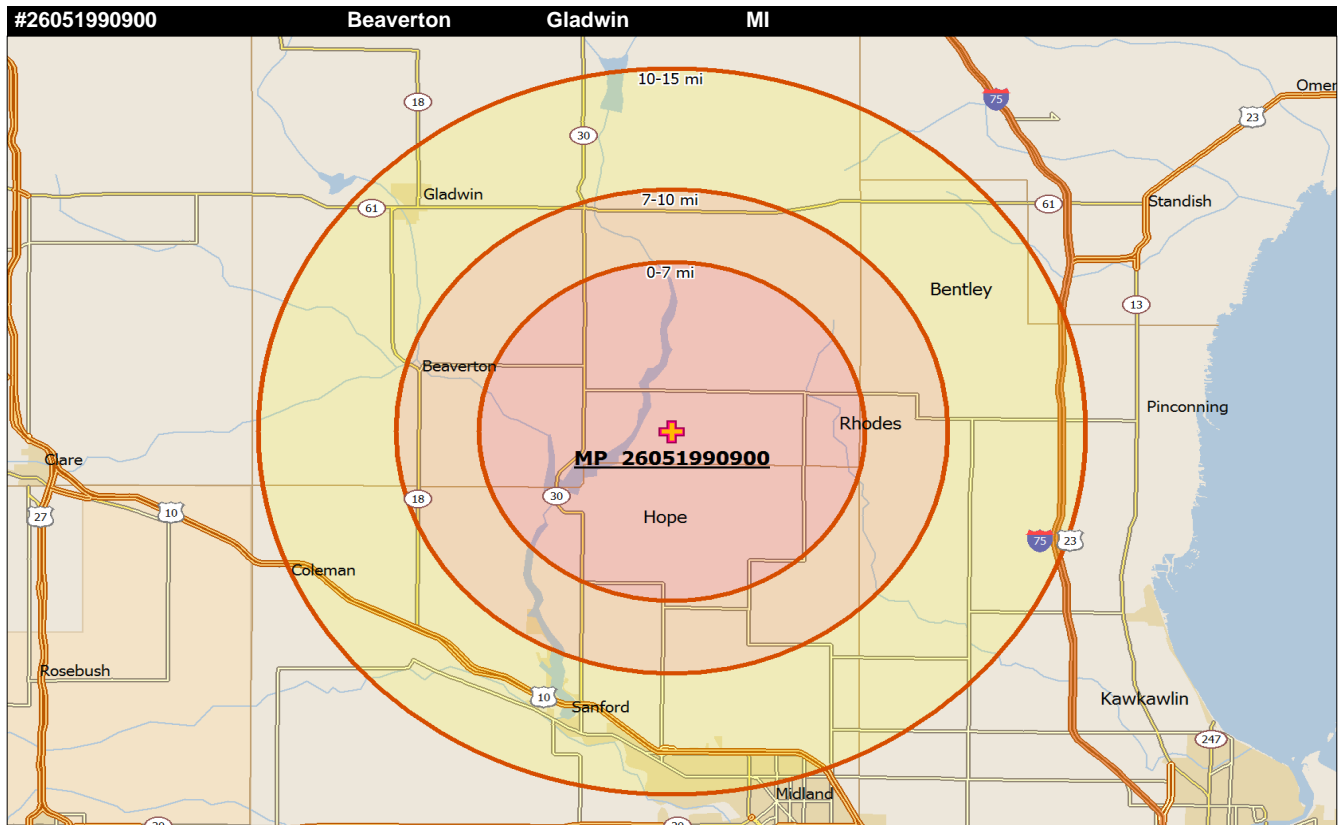 #26051990900 Beaverton Gladwin MI
10-15 mi
75
Omer
18
23
30
Gladwin
7-10 mi
61
61
Standish
0-7 mi
Bentley
13
Beaverton
Pinconning
Rhodes
Clare
MP 26051990900
18
30
27
10
Hope
75
23
Coleman
Rosebush
10
Sanford
Kawkawlin
247
Midland
20
20